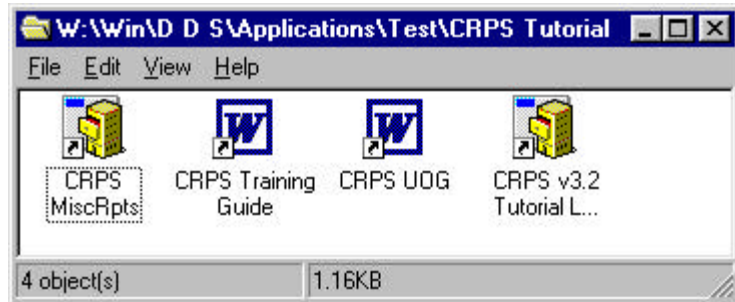 W:\Win\D D S\Applications\Test\CRPS Tutorial
File Edit View Help
CRPS
MiscRpts
CRPS Training
Guide
CRPS UOG
CRPS v3.2
Tutorial L...
4 object(s)
1.16KB